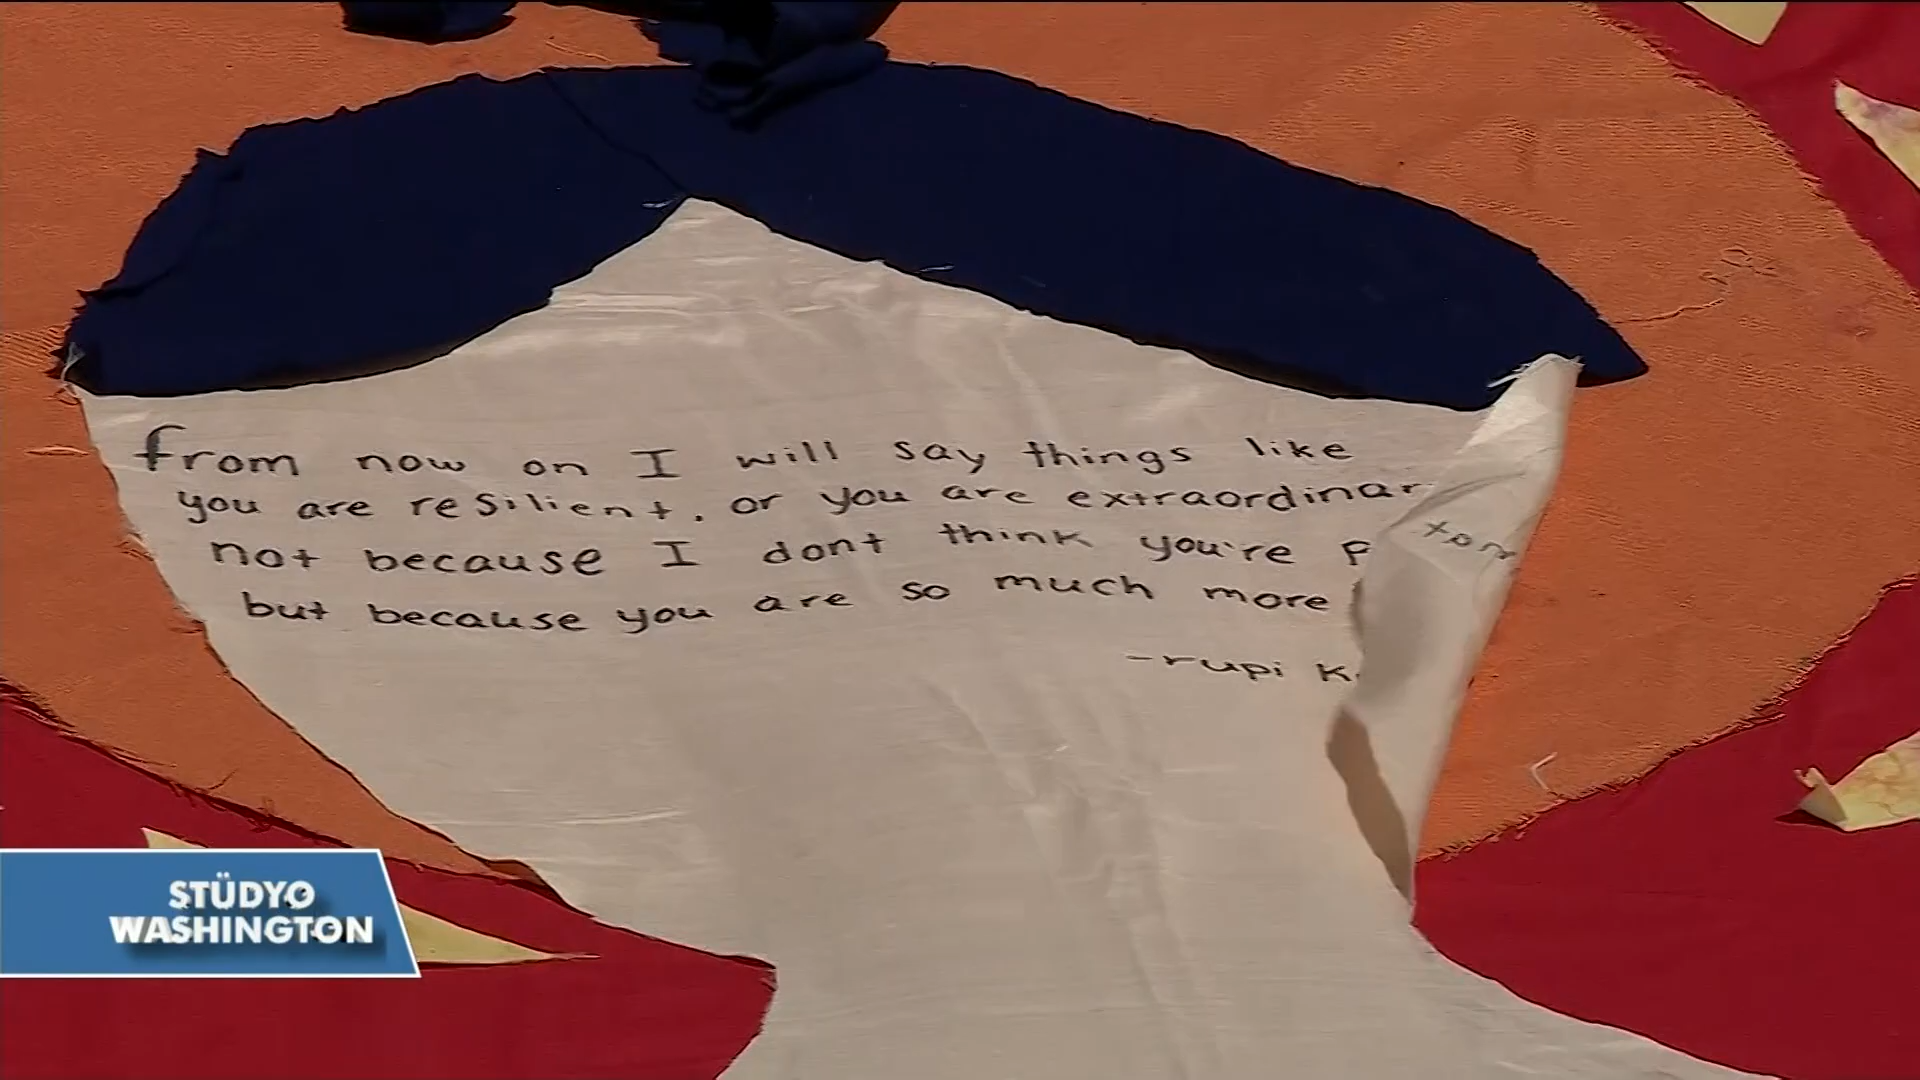 from now on I will say things like
you are resilient. or you are extraordinar
not because I dont think you're p
but because you are so much more
-rupi k
STÜDYO
WASHINGTON